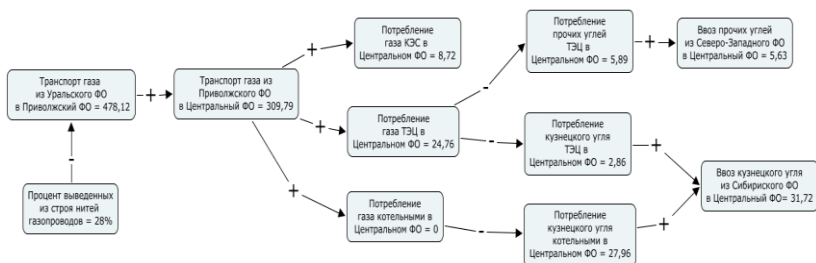 Транспорт газа
из Уральского ФО
в Приволжский ФО = 478,12
+
-
Процент выведенных
из строя нитей
газопроводов = 28%
Транспорт газа из
Приволжского ФО
в Центральный ФО = 309,79
+
+
+
Потребление
газа КЭС в
Центральном ФО = 8,72
Потребление
газа ТЭЦ в
Центральном ФО = 24,76
Потребление
газа котельными в
Центральном ФО = 0
-
-
-
Потребление
прочих углей
ТЭЦ в
Центральном ФО = 5,89
Потребление
кузнецкого угля
ТЭЦ в
Центральном ФО = 2,86
Потребление
кузнецкого угля
котельными в
Центральном ФО = 27,96
+
+
+
Ввоз прочих углей
из Северо-Западного ФО
в Центральный ФО = 5,63
Ввоз кузнецкого угля
из Сибириского ФО
в Центральный ФО= 31,72